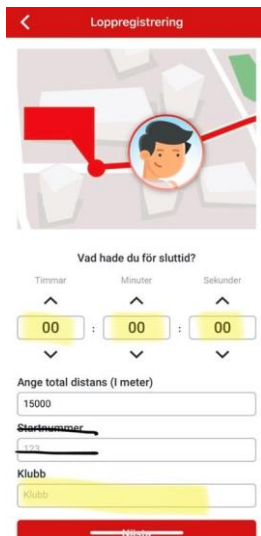 Loppregistrering
Vad hade du för sluttid?
Timmar Minuter Sekunder
00 : 00 : 00
Ange total distans (I meter)
15000
Startnummer
123
Klubb
Klubb